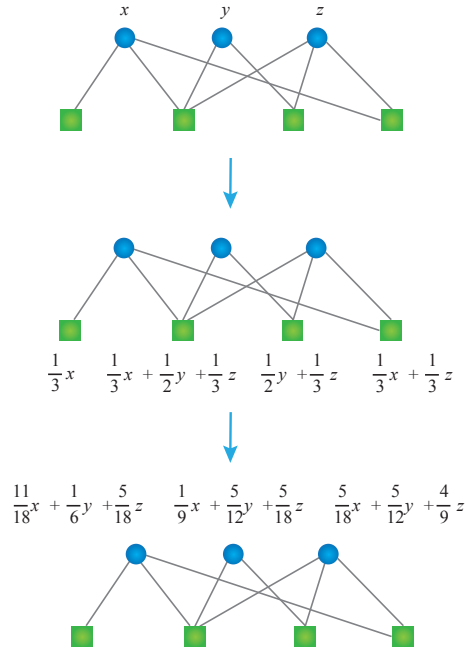 x y z
1/3 x 1/3 x + 1/2 y + 1/3 z 1/2 y + 1/3 z 1/3 x + 1/3 z
11/18 x + 1/6 y + 5/18 z 1/9 x + 5/12 y + 5/18 z 5/18 x + 5/12 y + 4/9 z